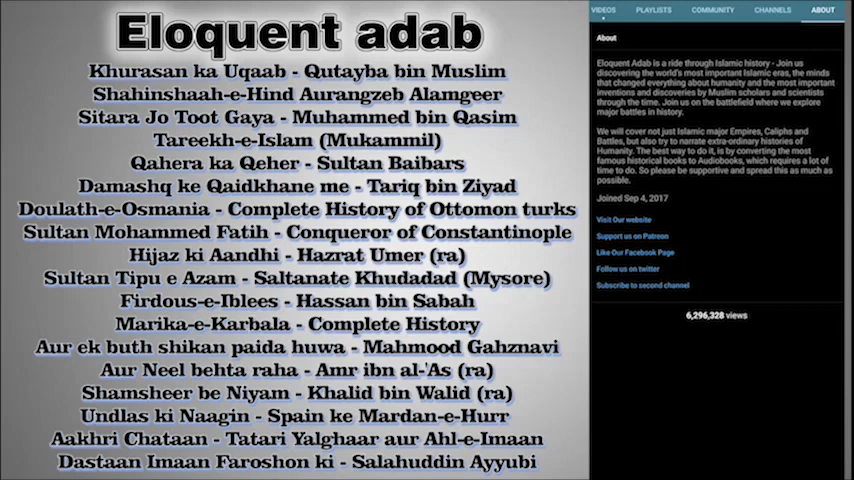 Eloquent adab
Khurasan ka Uqaab - Qutayba bin Muslim
Shahinshaah-e-Hind Aurangzeb Alamgeer
Sitara Jo Toot Gaya - Muhammed bin Qasim
Tareekh-e-Islam (Mukammil)
Qahera ka Qeher - Sultan Baibars
Damashq ke Qaidkhane me - Tariq bin Ziyad
Doulath-e-Osmania - Complete History of Ottomon turks
Sultan Mohammed Fatih - Conqueror of Constantinople
Hijaz ki Aandhi - Hazrat Umer (ra)
Sultan Tipu e Azam - Saltanate Khudadad (Mysore)
Firdous-e-Iblees - Hassan bin Sabah
Marika-e-Karbala - Complete History
Aur ek buth shikan paida huwa - Mahmood Gahznavi
Aur Neel behta raha - Amr ibn al-'As (ra)
Shamsheer be Niyam - Khalid bin Walid (ra)
Undlas ki Naagin - Spain ke Mardan-e-Hurr
Aakhri Chataan - Tatari Yalghaar aur Ahl-e-Imaan
Dastaan Imaan Faroshon ki - Salahuddin Ayyubi
VIDEOS PLAYLISTS COMMUNITY CHANNELS ABOUT
About
Eloquent Adab is a ride through Islamic history - Join us
discovering the world's most important Islamic eras, the minds
that changed everything about humanity and the most important
inventions and discoveries by Muslim scholars and scientists
through the time. Join us on the battlefield where we explore
major battles in history.
We will cover not just Islamic major Empires, Caliphs and
Battles, but also try to narrate extra-ordinary histories of
Humanity. The best way to do it, is by converting the most
famous historical books to Audiobooks, which requires a lot of
time to do. So please be supportive and spread this as much as
possible.
Joined Sep 4, 2017
Visit Our website
Support us on Patreon
Like Our Facebook Page
Follow us on twitter
Subscribe to second channel
6,296,328 views